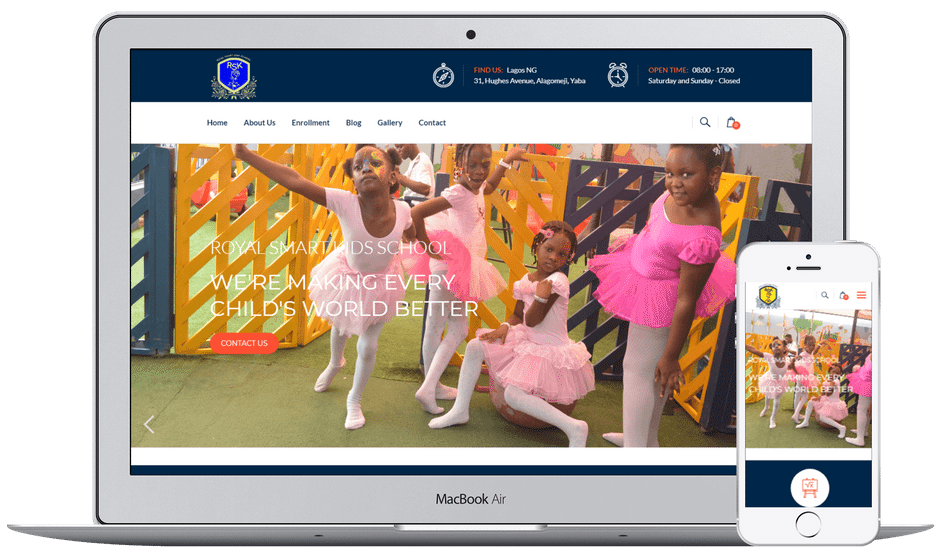 RSK
FIND US: Lagos NG
31, Hughes Avenue, Alagomeji, Yaba
OPEN TIME: 08:00 - 17:00
Saturday and Sunday - Closed
Home About Us Enrollment Blog Gallery Contact
0
ROYAL SMART KIDS SCHOOL
WE'RE MAKING EVERY
CHILD'S WORLD BETTER
CONTACT US
MacBook Air
ROYAL SMART KIDS SCHOOL
WE'RE MAKING EVERY
CHILD'S WORLD BETTER